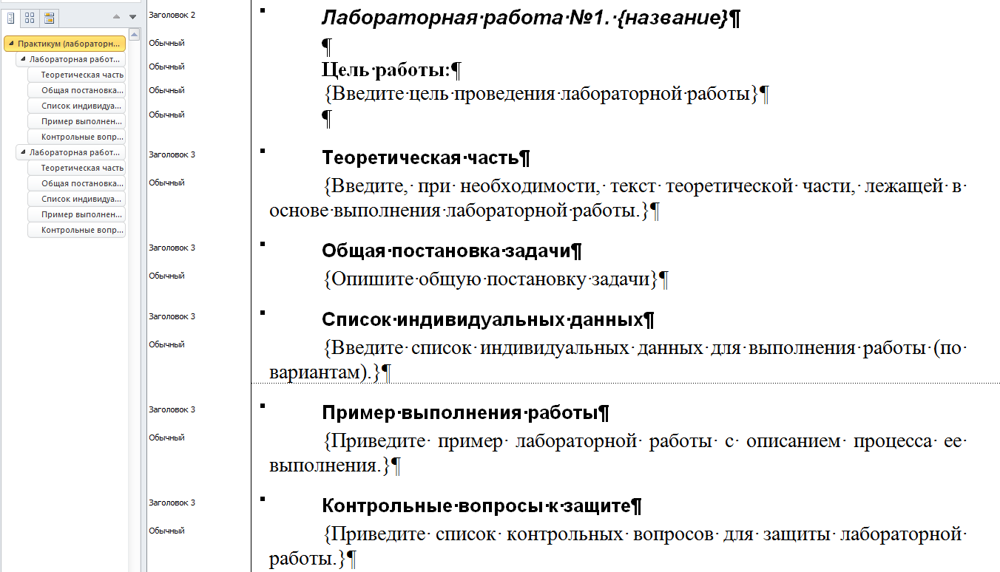 Практикум (лабораторн...
Лабораторная работ...
Теоретическая часть
Общая постановка...
Список индивидуа...
Пример выполнен...
Контрольные вопр...
Лабораторная работ...
Теоретическая часть
Общая постановка...
Список индивидуа...
Пример выполнен...
Контрольные вопр...
Заголовок 2
Лабораторная·работа·№1.·{название}¶
Обычный
¶
Обычный
Цель·работы:¶
Обычный
{Введите·цель·проведения·лабораторной·работы}¶
Обычный
¶
Заголовок 3
Теоретическая·часть¶
Обычный
{Введите,·при·необходимости,·текст·теоретической·части,·лежащей·в·
основе·выполнения·лабораторной·работы.}¶
Заголовок 3
Общая·постановка·задачи¶
Обычный
{Опишите·общую·постановку·задачи}¶
Заголовок 3
Список·индивидуальных·данных¶
Обычный
{Введите·список·индивидуальных·данных·для·выполнения·работы·(по·
вариантам).}¶
Заголовок 3
Пример·выполнения·работы¶
Обычный
{Приведите·пример·лабораторной·работы·с·описанием·процесса·ее·
выполнения.}¶
Заголовок 3
Контрольные·вопросы·к·защите¶
Обычный
{Приведите·список·контрольных·вопросов·для·защиты·лабораторной·
работы.}¶